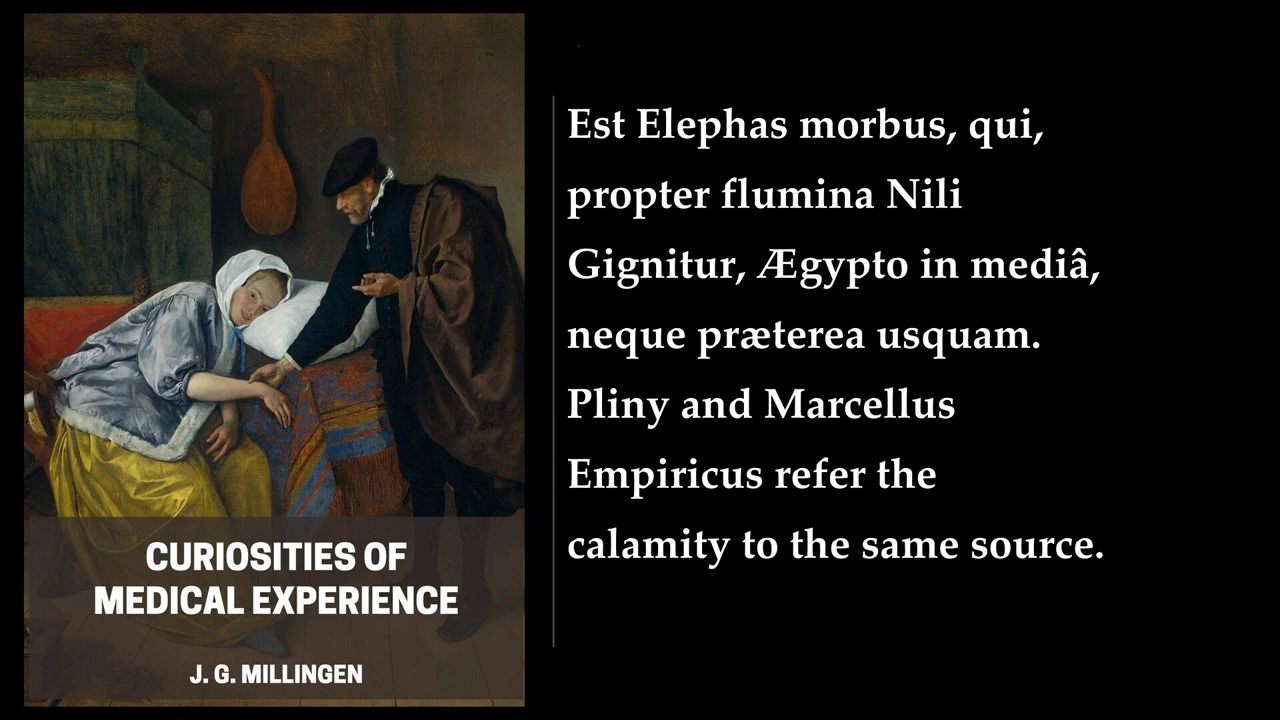 CURIOSITIES OF
MEDICAL EXPERIENCE
J. G. MILLINGEN
Est Elephas morbus, qui,
propter flumina Nili
Gignitur, Ægypto in mediâ,
neque præterea usquam.
Pliny and Marcellus
Empiricus refer the
calamity to the same source.